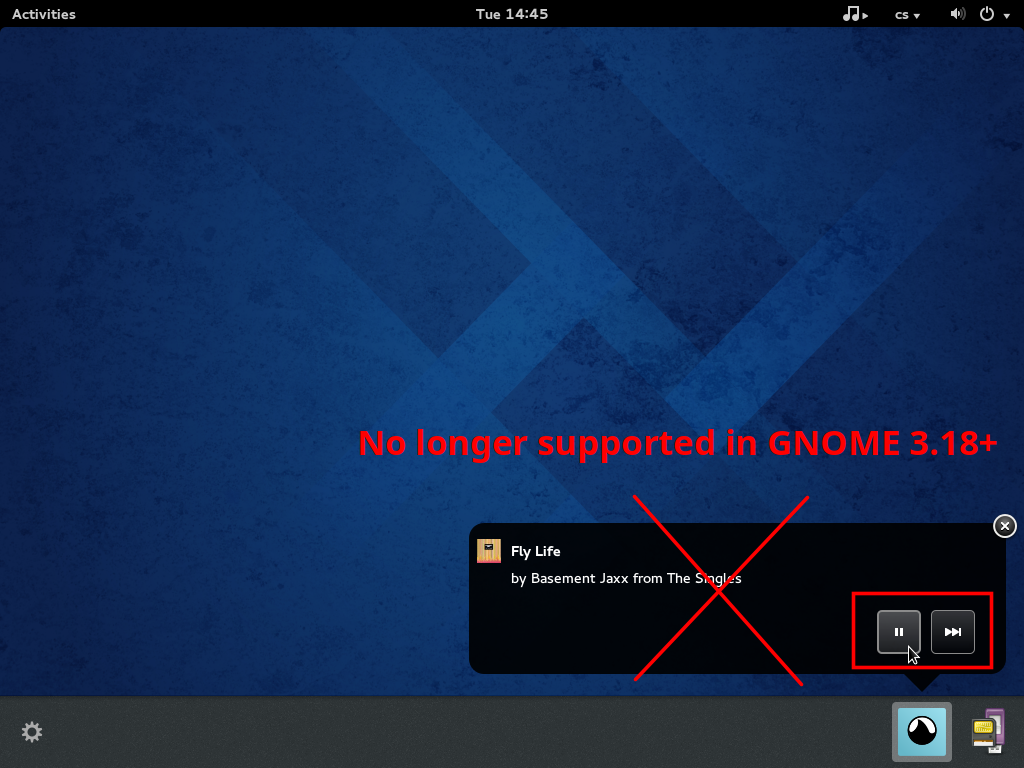 Activities
Tue 14:45
cs
No longer supported in GNOME 3.18+
Fly Life
by Basement Jaxx from The Singles